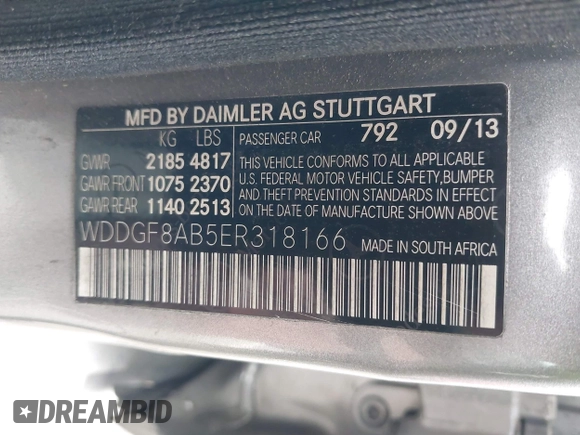 MFD BY DAIMLER AG STUTTGART
KG LBS
PASSENGER CAR 792 09/13
GVWR 2185 4817
GAWR FRONT 1075 2370
GAWR REAR 1140 2513
THIS VEHICLE CONFORMS TO ALL APPLICABLE
U.S. FEDERAL MOTOR VEHICLE SAFETY, BUMPER
AND THEFT PREVENTION STANDARDS IN EFFECT
ON THE DATE OF MANUFACTURE SHOWN ABOVE
WDDGF8AB5ER318166 MADE IN SOUTH AFRICA
DREAMBID